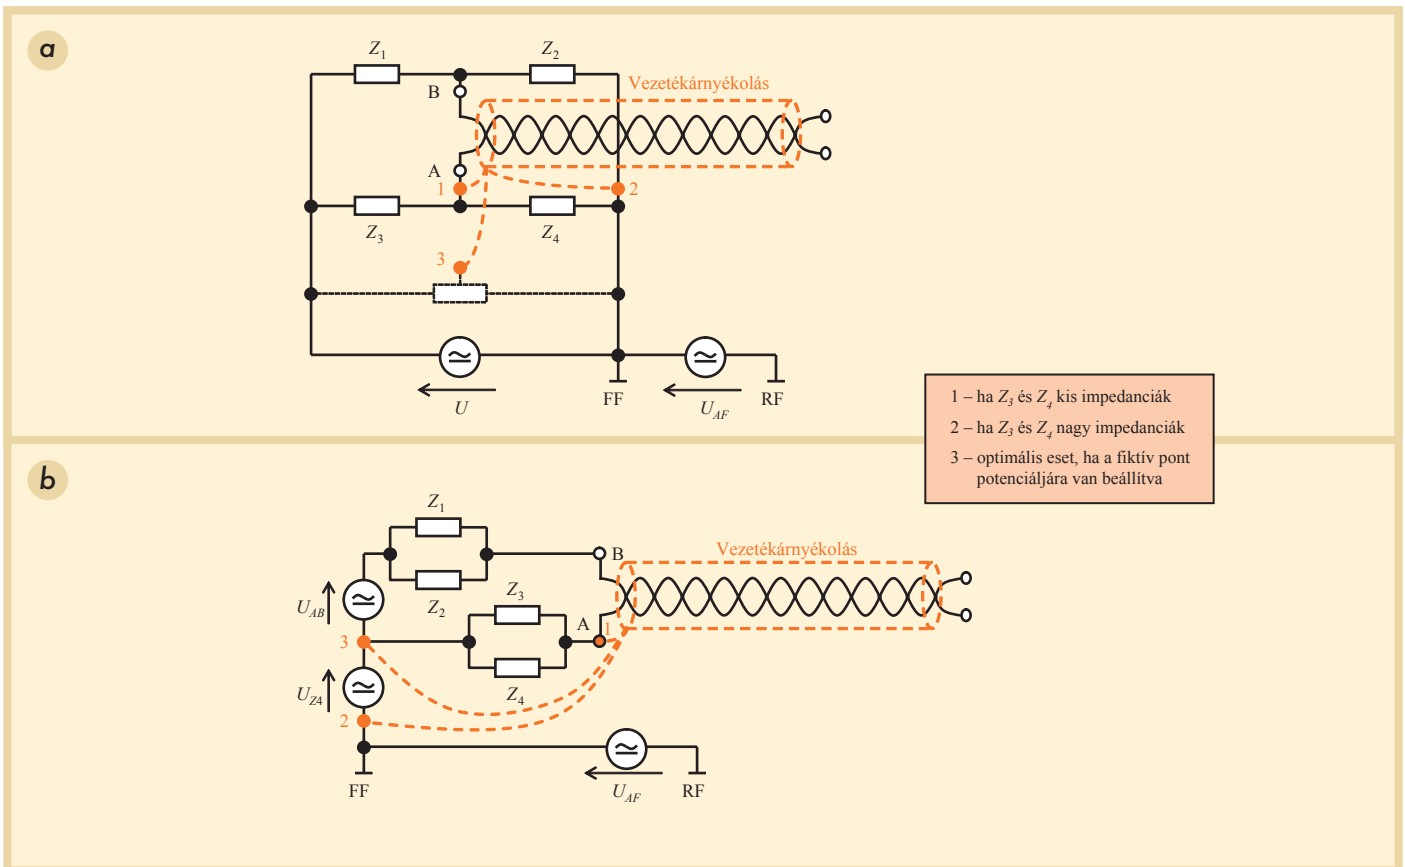 a
Z1
Z2
Vezetékárnyékolás
B
A
1
2
Z3
Z4
3
U
FF
UAF
RF
1 – ha Z3 és Z4 kis impedanciák
2 – ha Z3 és Z4 nagy impedanciák
3 – optimális eset, ha a fiktív pont
potenciáljára van beállítva
b
Z1
Vezetékárnyékolás
B
UAB
Z2
Z3
A
1
3
UZ4
Z4
2
FF
UAF
RF